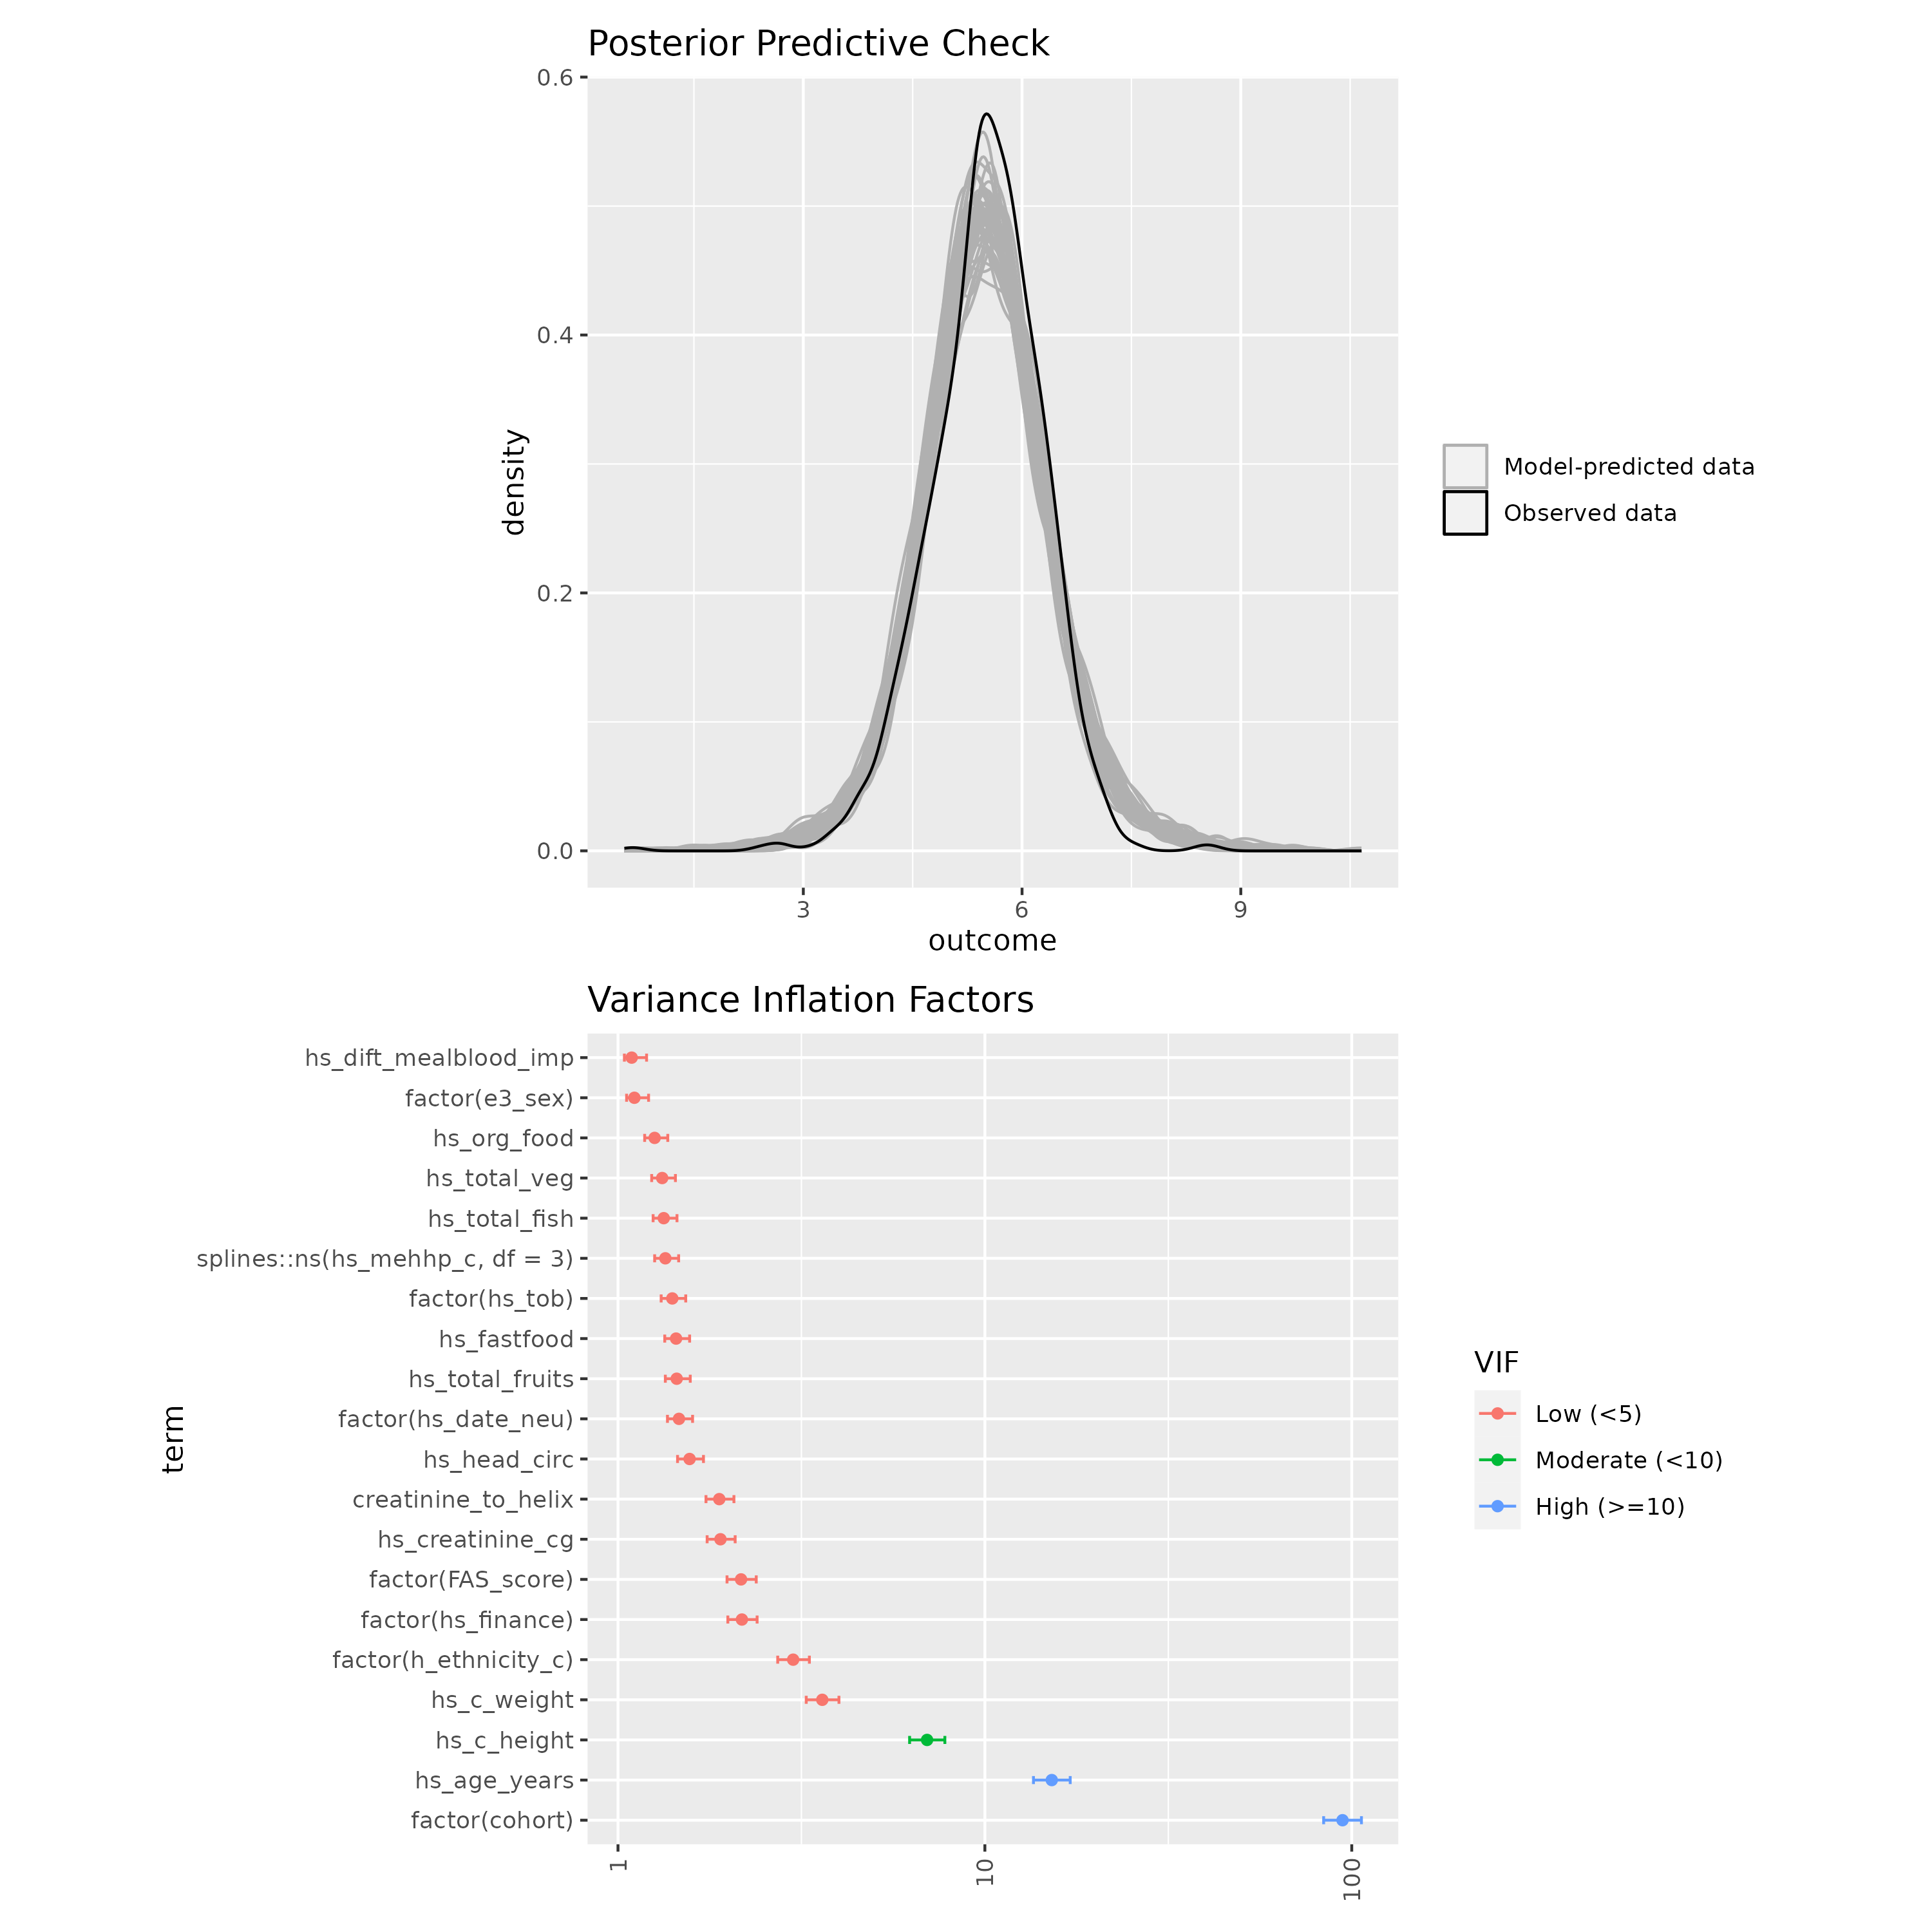 Posterior Predictive Check
0.6
0.4
0.2
0.0
density
3
6
9
outcome
Model-predicted data
Observed data
Variance Inflation Factors
hs_dift_mealblood_imp
factor(e3_sex)
hs_org_food
hs_total_veg
hs_total_fish
splines::ns(hs_mehhp_c, df = 3)
factor(hs_tob)
hs_fastfood
hs_total_fruits
factor(hs_date_neu)
hs_head_circ
creatinine_to_helix
hs_creatinine_cg
factor(FAS_score)
factor(hs_finance)
factor(h_ethnicity_c)
hs_c_weight
hs_c_height
hs_age_years
factor(cohort)
term
1
10
100
VIF
Low (<5)
Moderate (<10)
High (>=10)